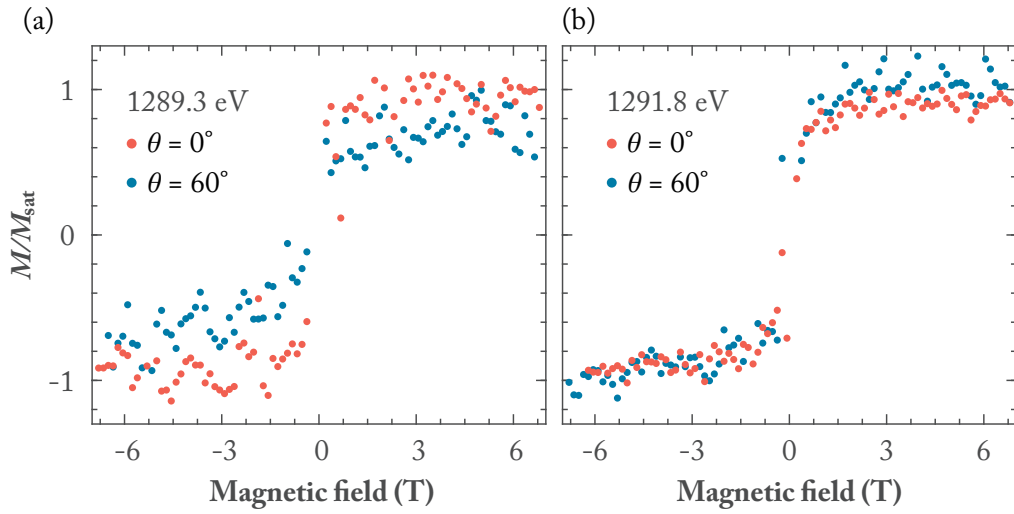 (a)
1
0
-1
M/Msat
1289.3 eV
θ = 0°
θ = 60°
-6 -3 0 3 6
Magnetic field (T)
(b)
1291.8 eV
θ = 0°
θ = 60°
-6 -3 0 3 6
Magnetic field (T)